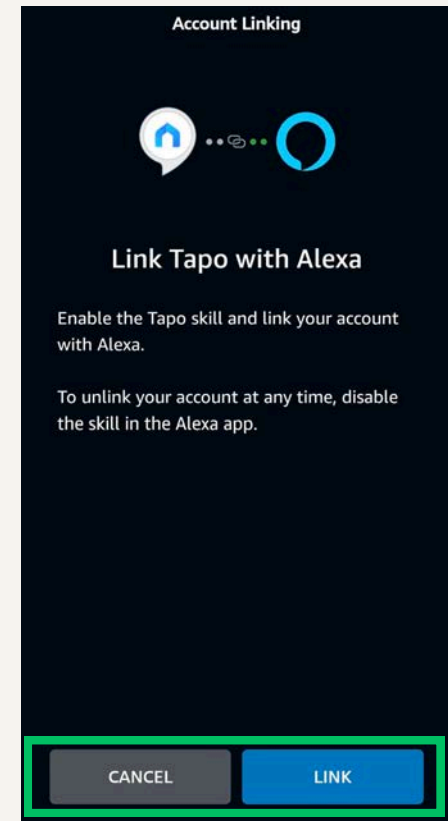 Account Linking
Link Tapo with Alexa
Enable the Tapo skill and link your account
with Alexa.
To unlink your account at any time, disable
the skill in the Alexa app.
CANCEL LINK